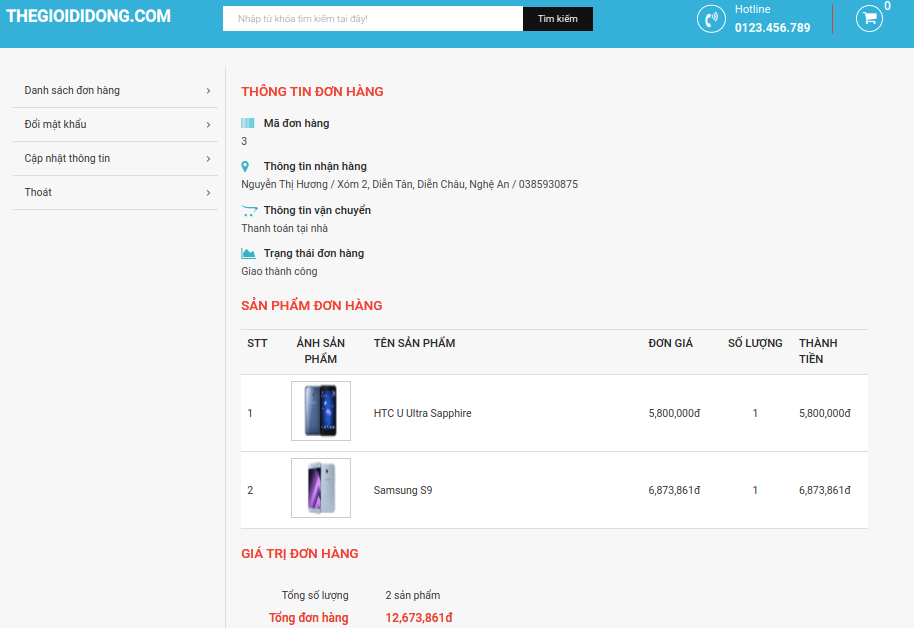 THEGIOIDIDONG.COM
Nhập từ khóa tìm kiếm tại đây!
Tìm kiếm
Hotline
0123.456.789
0
Danh sách đơn hàng
Đổi mật khẩu
Cập nhật thông tin
Thoát
THÔNG TIN ĐƠN HÀNG
Mã đơn hàng
3
Thông tin nhận hàng
Nguyễn Thị Hương / Xóm 2, Diễn Tân, Diễn Châu, Nghệ An / 0385930875
Thông tin vận chuyển
Thanh toán tại nhà
Trạng thái đơn hàng
Giao thành công
SẢN PHẨM ĐƠN HÀNG
STT ẢNH SẢN PHẨM TÊN SẢN PHẨM ĐƠN GIÁ SỐ LƯỢNG THÀNH TIỀN
1 HTC U Ultra Sapphire 5,800,000đ 1 5,800,000đ
2 Samsung S9 6,873,861đ 1 6,873,861đ
GIÁ TRỊ ĐƠN HÀNG
Tổng số lượng 2 sản phẩm
Tổng đơn hàng 12,673,861đ